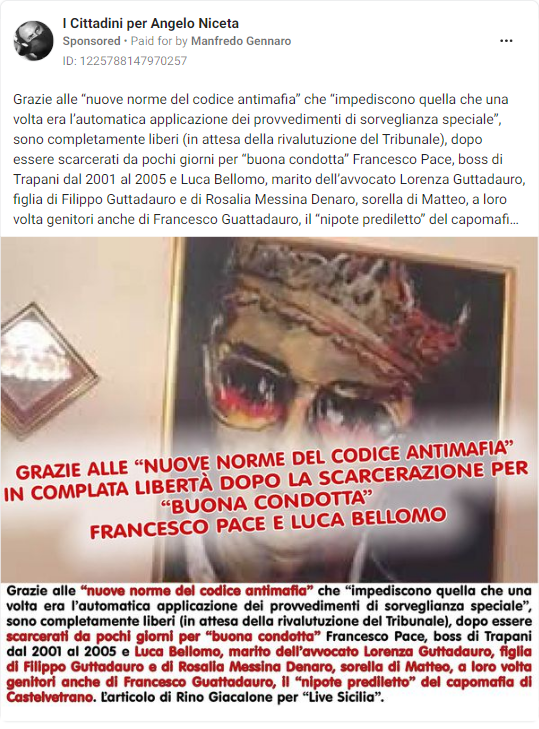 I Cittadini per Angelo Niceta
Sponsored • Paid for by Manfredo Gennaro
ID: 1225788147970257
Grazie alle “nuove norme del codice antimafia” che “impediscono quella che una
volta era l’automatica applicazione dei provvedimenti di sorveglianza speciale”,
sono completamente liberi (in attesa della rivalutuzione del Tribunale), dopo
essere scarcerati da pochi giorni per “buona condotta” Francesco Pace, boss di
Trapani dal 2001 al 2005 e Luca Bellomo, marito dell’avvocato Lorenza Guttadauro,
figlia di Filippo Guttadauro e di Rosalia Messina Denaro, sorella di Matteo, a loro
volta genitori anche di Francesco Guattadauro, il “nipote prediletto” del capomafi...
GRAZIE ALLE “NUOVE NORME DEL CODICE ANTIMAFIA”
IN COMPLATA LIBERTÀ DOPO LA SCARCERAZIONE PER
“BUONA CONDOTTA”
FRANCESCO PACE E LUCA BELLOMO
Grazie alle “nuove norme del codice antimafia” che “impediscono quella che una
volta era l’automatica applicazione dei provvedimenti di sorveglianza speciale”,
sono completamente liberi (in attesa della rivalutuzione del Tribunale), dopo essere
scarcerati da pochi giorni per “buona condotta” Francesco Pace, boss di Trapani
dal 2001 al 2005 e Luca Bellomo, marito dell’avvocato Lorenza Guttadauro, figlia
di Filippo Guttadauro e di Rosalia Messina Denaro, sorella di Matteo, a loro volta
genitori anche di Francesco Guattadauro, il “nipote prediletto” del capomafia di
Castelvetrano. L’articolo di Rino Giacalone per “Live Sicilia”.